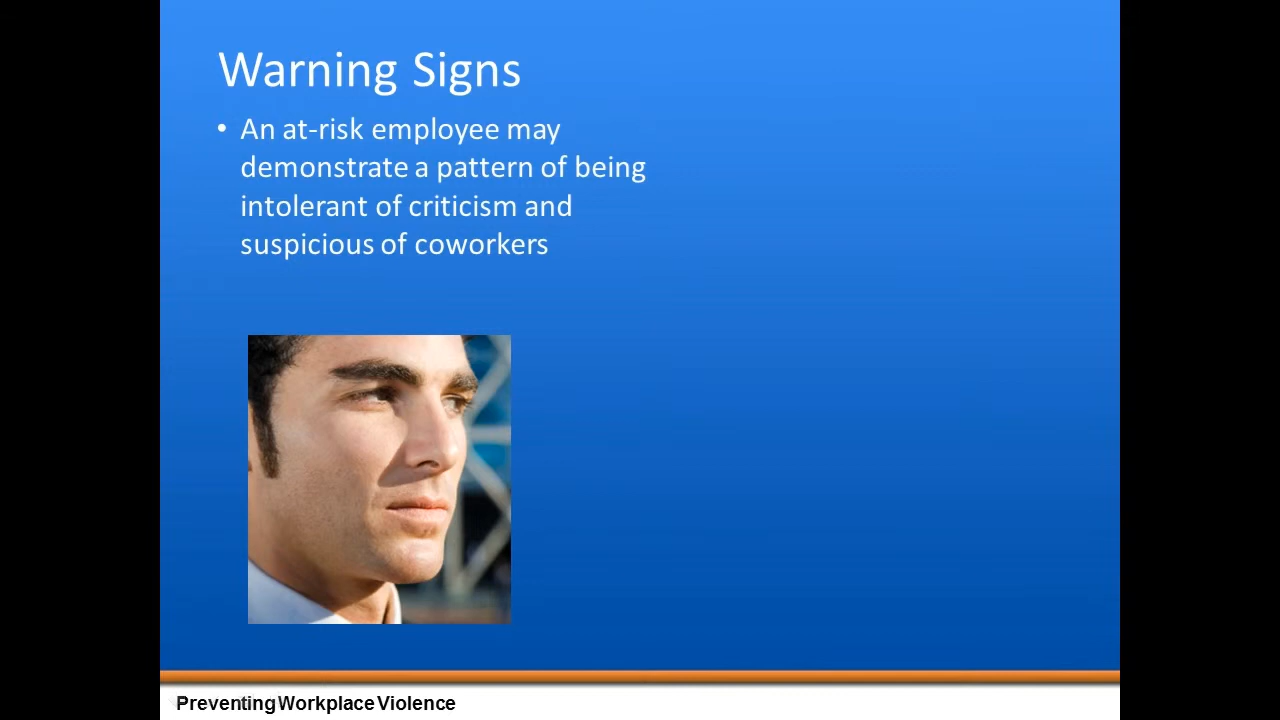 Warning Signs
• An at-risk employee may
demonstrate a pattern of being
intolerant of criticism and
suspicious of coworkers
Preventing Workplace Violence